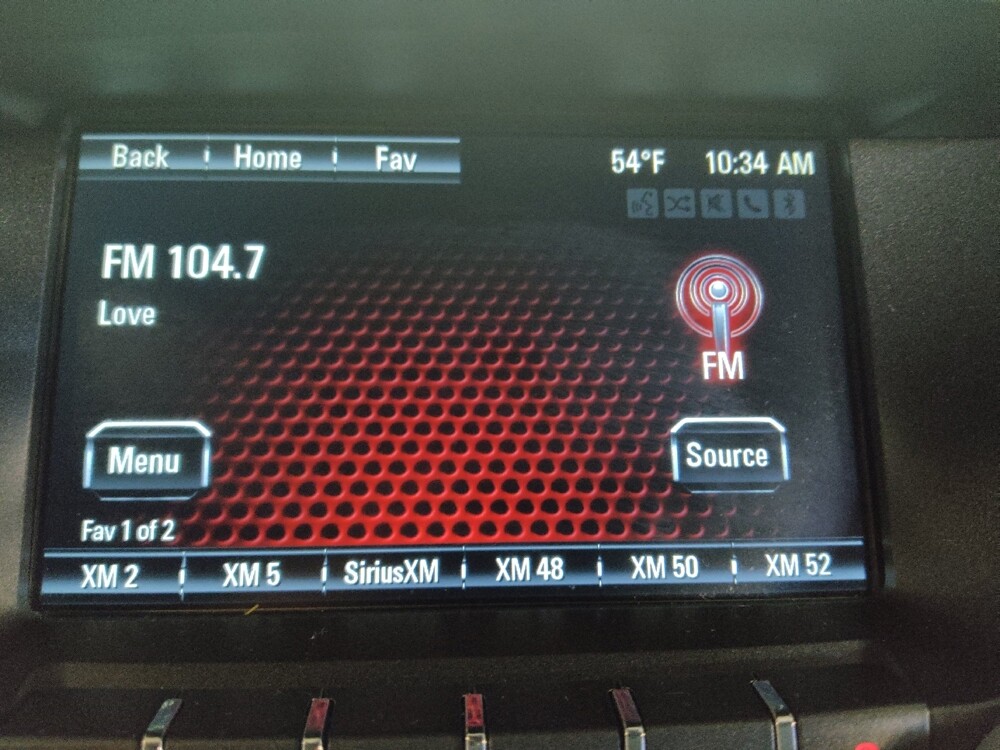 Back Home Fav 54°F 10:34 AM
FM 104.7
Love
FM
Menu Source
Fav 1 of 2
XM 2 XM 5 SiriusXM XM 48 XM 50 XM 52